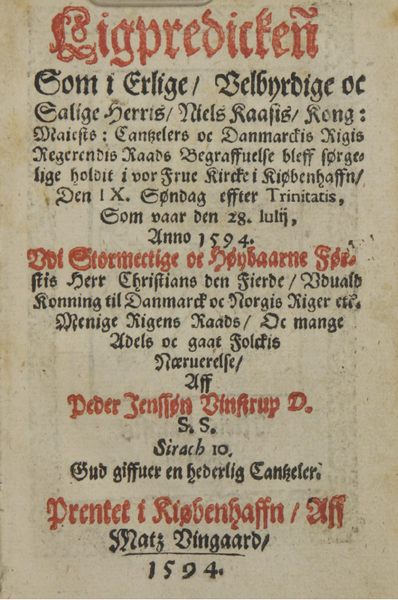 Ligpredicken̄
Som i Erlige/ Velbyrdige oc
Salige Herris/ Niels Kaasis/ Kong:
Maiests: Cantzelers oc Danmarckis Rigis
Regerendis Raads Begraffuelse bleff sørge-
lige holdit i vor Frue Kircke i Kiøbenhaffn/
Den IX. Søndag effter Trinitatis,
Som vaar den 28. Iulij,
Anno 1594.
Vdi Stormectige oc Høybaarne Før-
stis Herr Christians den Fierde/ Vduald
Konning til Danmarck oc Norgis Riger etc.
Menige Rigens Raads/ Oc mange
Adels oc gaat Folckis
Næruerelse/
Aff
Peder Jenssøn Vinstrup D.
S. S.
Sirach 10.
Gud giffuer en hederlig Cantzeler.
Prentet i Kiøbenhaffn/ Aff
Matz Vingaard/
1594.